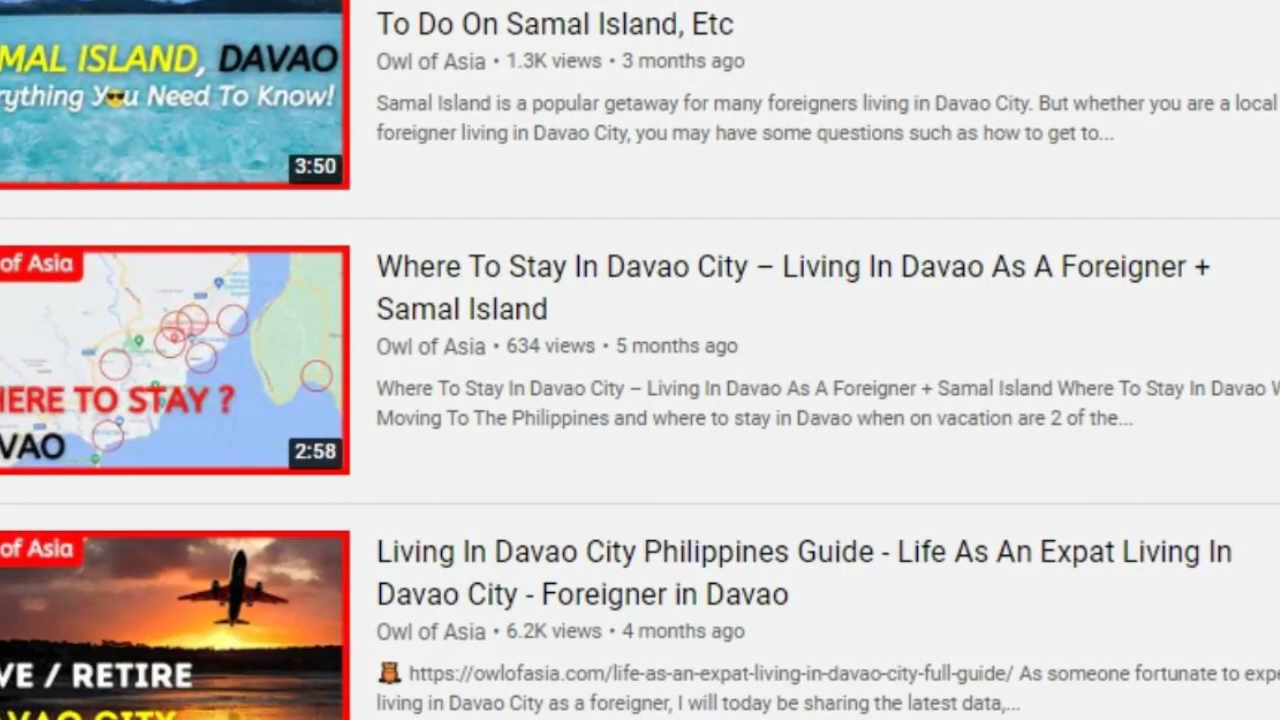 To Do On Samal Island, Etc
MAL ISLAND, DAVAO
Owl of Asia • 1.3K views • 3 months ago
rything Y😎u Need To Know!
Samal Island is a popular getaway for many foreigners living in Davao City. But whether you are a local
foreigner living in Davao City, you may have some questions such as how to get to...
3:50
of Asia
Where To Stay In Davao City – Living In Davao As A Foreigner +
Samal Island
Owl of Asia • 634 views • 5 months ago
Where To Stay In Davao City – Living In Davao As A Foreigner + Samal Island Where To Stay In Davao W
HERE TO STAY ?
Moving To The Philippines and where to stay in Davao when on vacation are 2 of the...
VAO
2:58
of Asia
Living In Davao City Philippines Guide - Life As An Expat Living In
Davao City - Foreigner in Davao
Owl of Asia • 6.2K views • 4 months ago
VE / RETIRE
🦉 https://owlofasia.com/life-as-an-expat-living-in-davao-city-full-guide/ As someone fortunate to expe
living in Davao City as a foreigner, I will today be sharing the latest data,...
VAO CITY